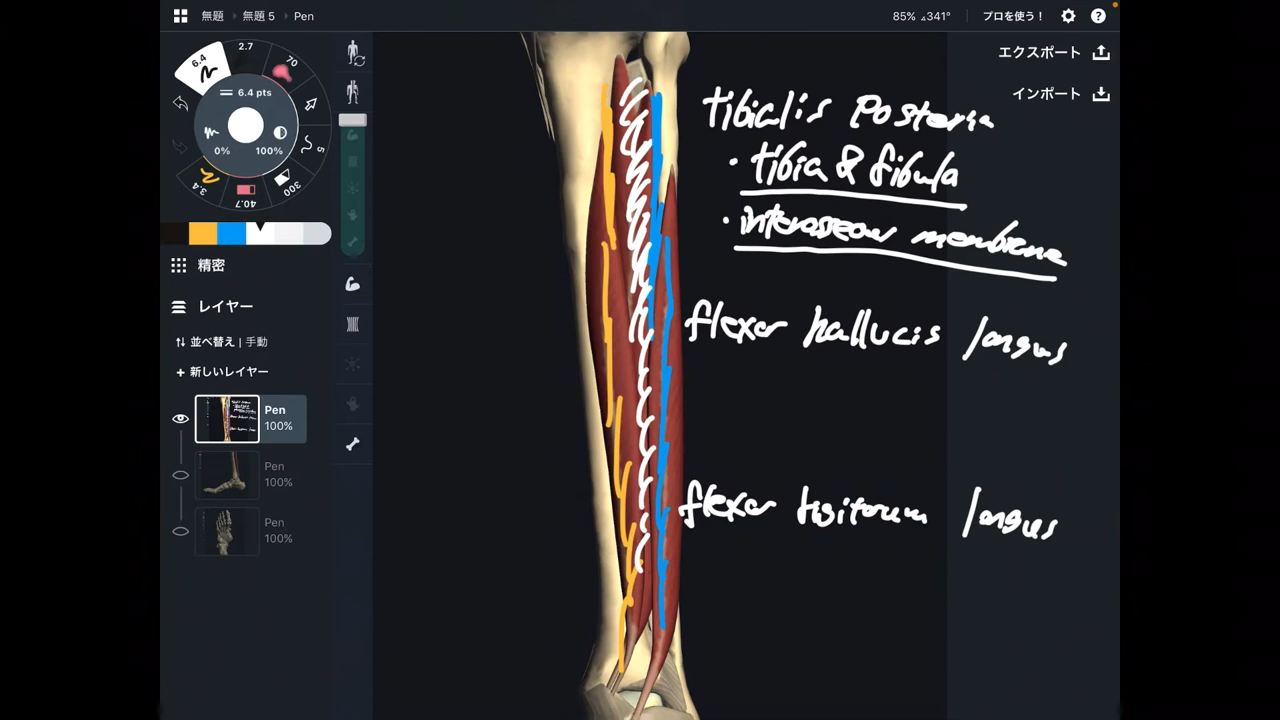 無題 › 無題 5 › Pen
85% ⊿341°
プロを使う!
エクスポート
インポート
2.7
6.4
70
6.4 pts
5
0%
100%
3.4
40.7
300
精密
レイヤー
並べ替え | 手動
+ 新しいレイヤー
Pen
100%
Pen
100%
Pen
100%
tibialis Posteria
・tibia & fibula
・interosseous membrane
flexer hallucis longus
flexer digitorum longus